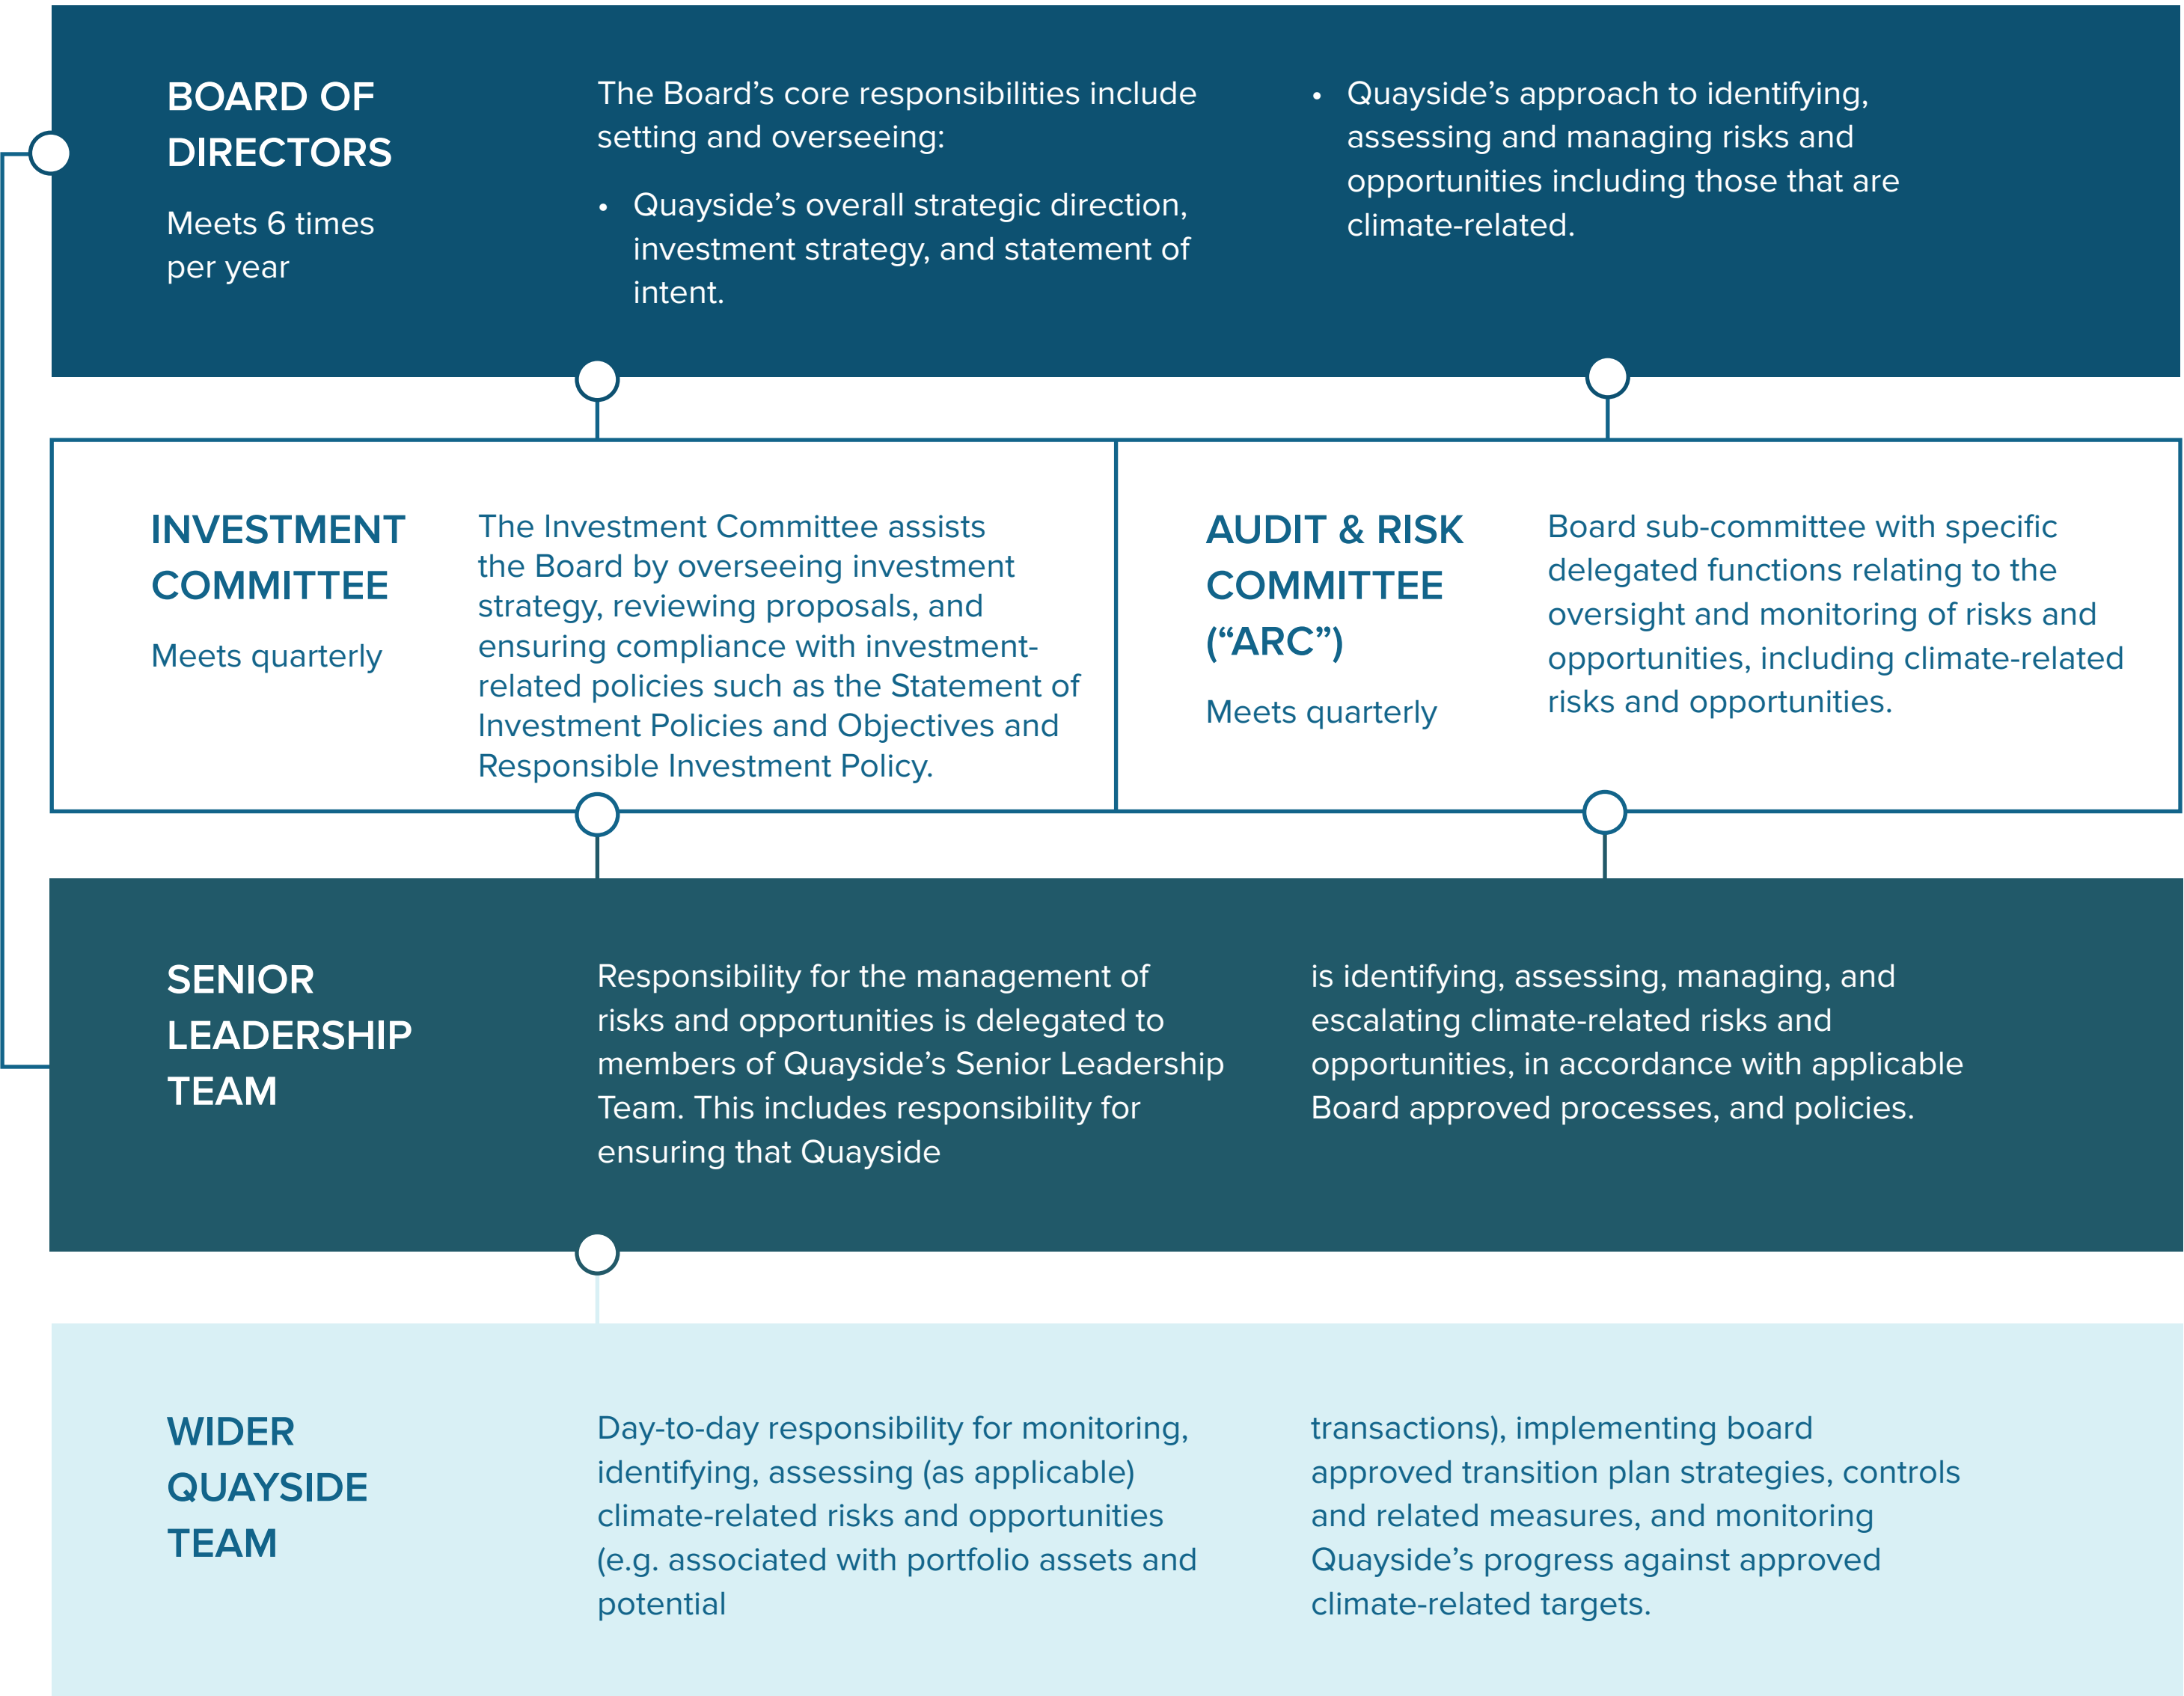 BOARD OF
DIRECTORS
Meets 6 times
per year
The Board’s core responsibilities include
setting and overseeing:
• Quayside’s overall strategic direction,
investment strategy, and statement of
intent.
• Quayside’s approach to identifying,
assessing and managing risks and
opportunities including those that are
climate-related.
INVESTMENT
COMMITTEE
Meets quarterly
The Investment Committee assists
the Board by overseeing investment
strategy, reviewing proposals, and
ensuring compliance with investment-
related policies such as the Statement of
Investment Policies and Objectives and
Responsible Investment Policy.
AUDIT & RISK
COMMITTEE
(“ARC”)
Meets quarterly
Board sub-committee with specific
delegated functions relating to the
oversight and monitoring of risks and
opportunities, including climate-related
risks and opportunities.
SENIOR
LEADERSHIP
TEAM
Responsibility for the management of
risks and opportunities is delegated to
members of Quayside’s Senior Leadership
Team. This includes responsibility for
ensuring that Quayside
is identifying, assessing, managing, and
escalating climate-related risks and
opportunities, in accordance with applicable
Board approved processes, and policies.
WIDER
QUAYSIDE
TEAM
Day-to-day responsibility for monitoring,
identifying, assessing (as applicable)
climate-related risks and opportunities
(e.g. associated with portfolio assets and
potential
transactions), implementing board
approved transition plan strategies, controls
and related measures, and monitoring
Quayside’s progress against approved
climate-related targets.